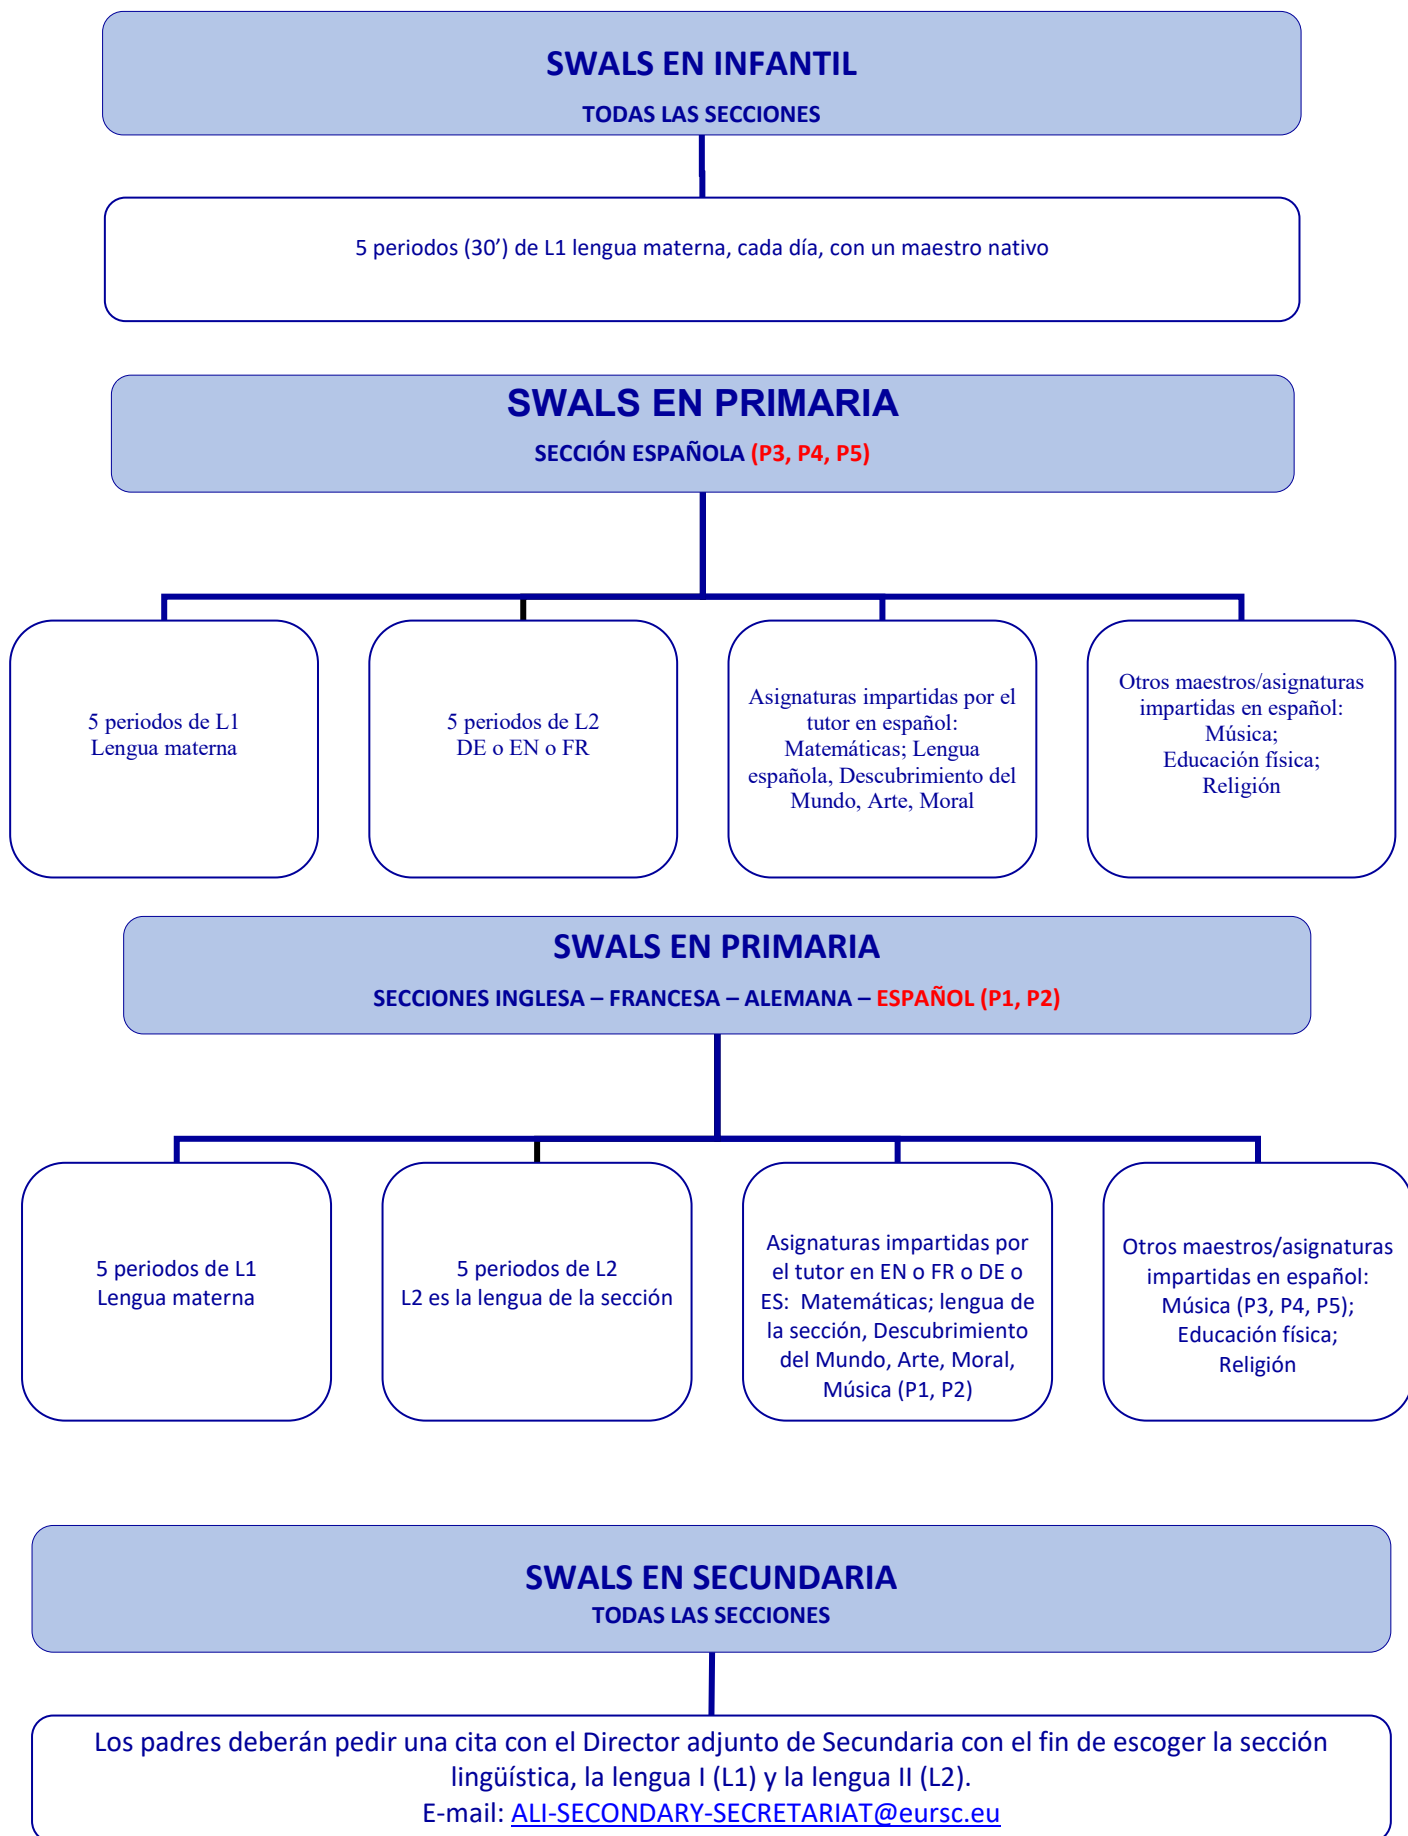 SWALS EN INFANTIL
TODAS LAS SECCIONES
5 periodos (30’) de L1 lengua materna, cada día, con un maestro nativo
SWALS EN PRIMARIA
SECCIÓN ESPAÑOLA (P3, P4, P5)
5 periodos de L1
Lengua materna
5 periodos de L2
DE o EN o FR
Asignaturas impartidas por el
tutor en español:
Matemáticas; Lengua
española, Descubrimiento del
Mundo, Arte, Moral
Otros maestros/asignaturas
impartidas en español:
Música;
Educación física;
Religión
SWALS EN PRIMARIA
SECCIONES INGLESA – FRANCESA – ALEMANA – ESPAÑOL (P1, P2)
5 periodos de L1
Lengua materna
5 periodos de L2
L2 es la lengua de la sección
Asignaturas impartidas por
el tutor en EN o FR o DE o
ES: Matemáticas; lengua de
la sección, Descubrimiento
del Mundo, Arte, Moral,
Música (P1, P2)
Otros maestros/asignaturas
impartidas en español:
Música (P3, P4, P5);
Educación física;
Religión
SWALS EN SECUNDARIA
TODAS LAS SECCIONES
Los padres deberán pedir una cita con el Director adjunto de Secundaria con el fin de escoger la sección
lingüística, la lengua I (L1) y la lengua II (L2).
E-mail: ALI-SECONDARY-SECRETARIAT@eursc.eu